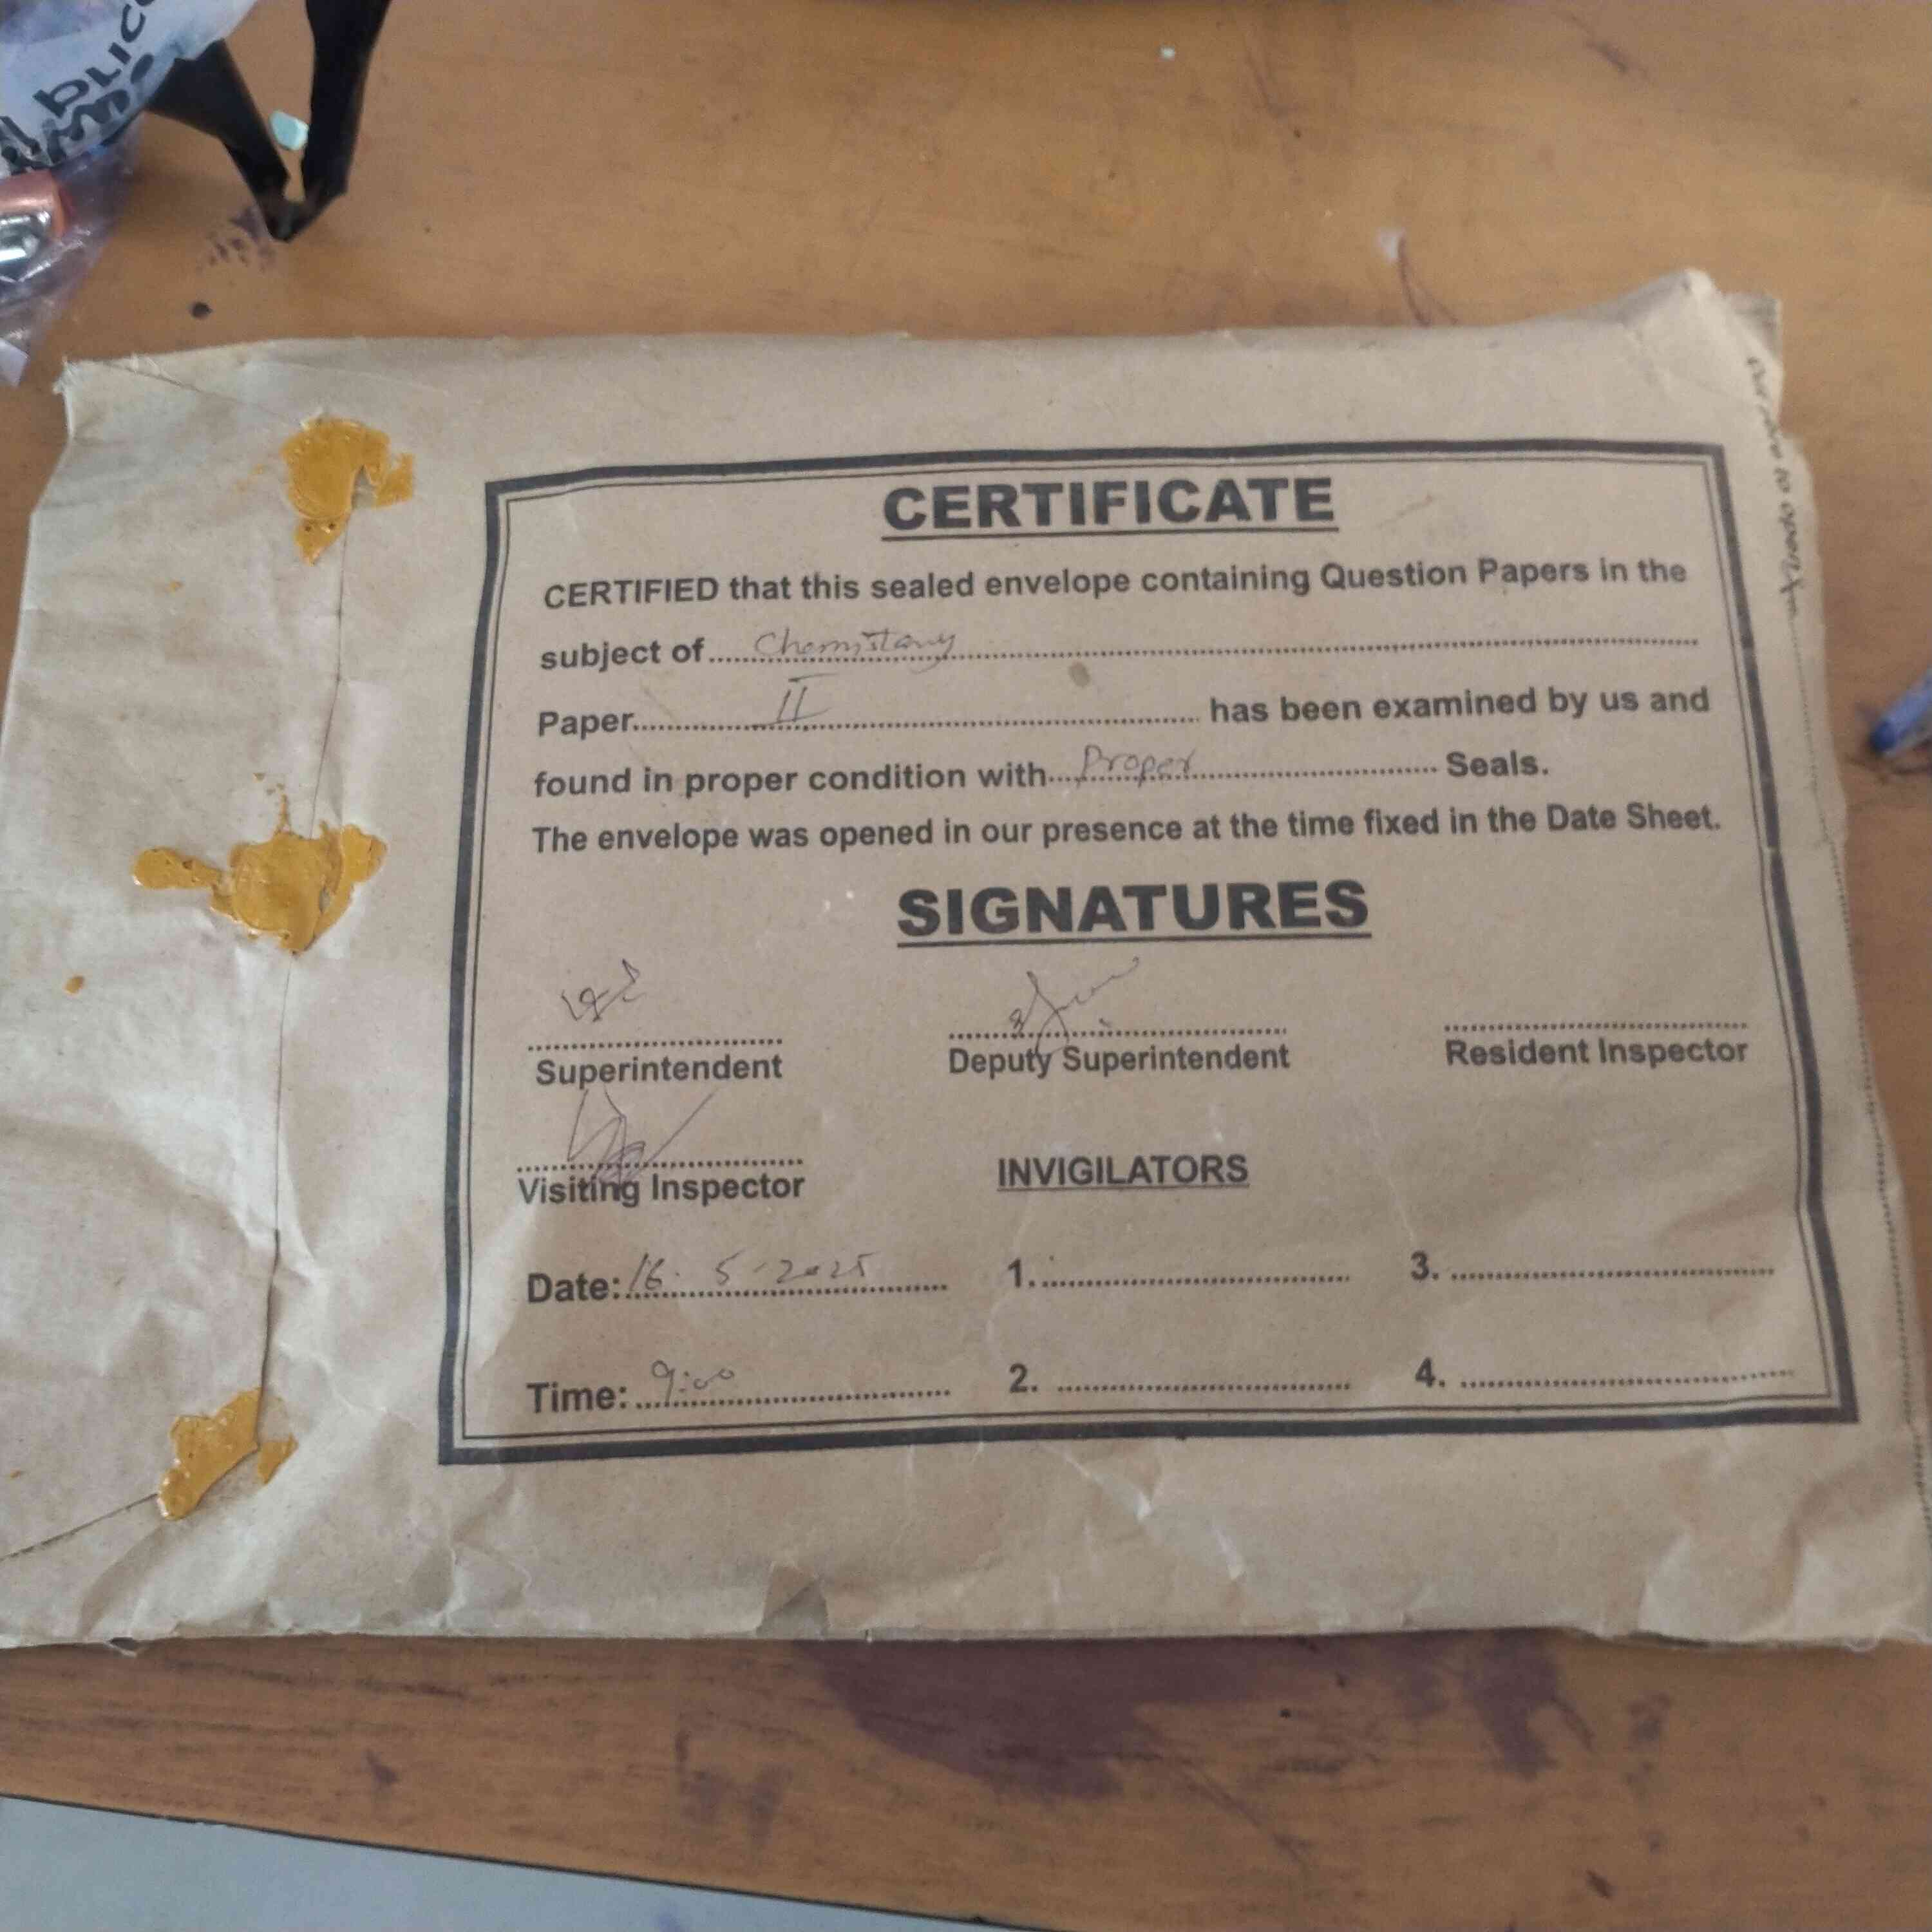 CERTIFICATE
CERTIFIED that this sealed envelope containing Question Papers in the
subject of Chemistary
Paper II has been examined by us and
found in proper condition with Proper Seals.
The envelope was opened in our presence at the time fixed in the Date Sheet.
SIGNATURES
Superintendent Deputy Superintendent Resident Inspector
Visiting Inspector INVIGILATORS
Date: 16. 5-2025 1. 3.
Time: 9:00 2. 4.